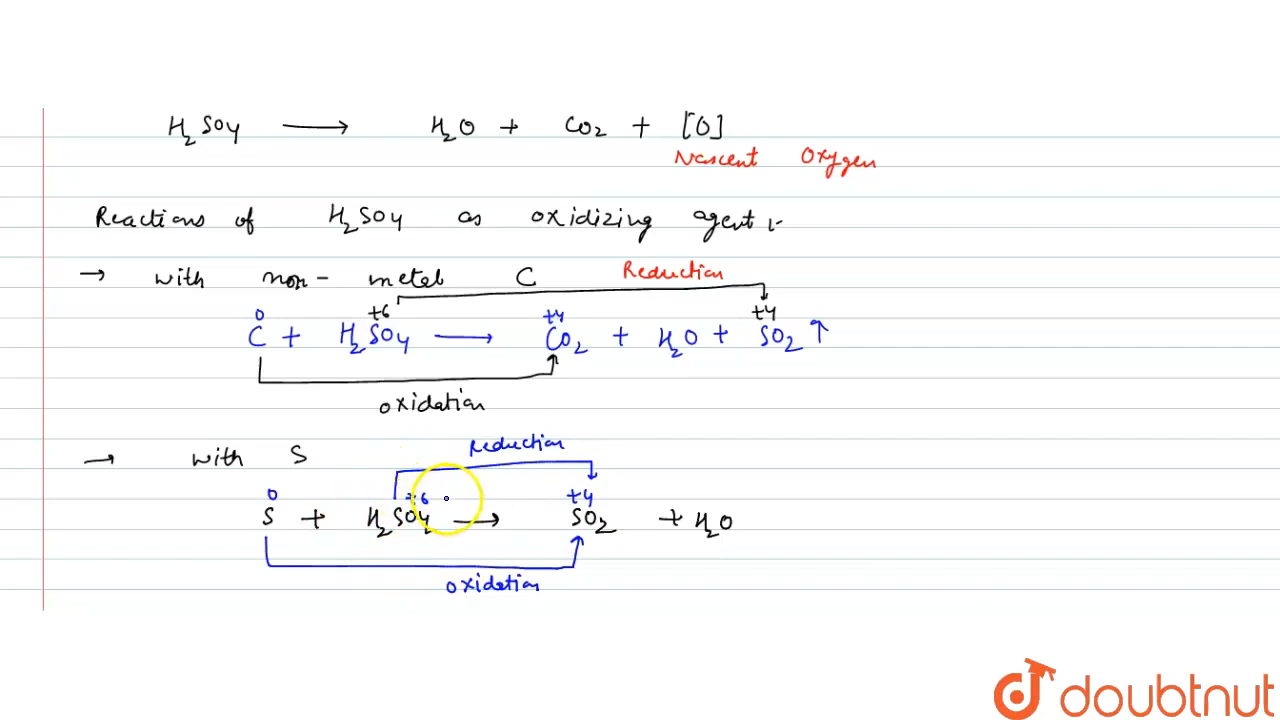 H2SO4 ⟶ H2O + CO2 + [O]
Nascent Oxygen
Reactions of H2SO4 as oxidizing agent :-
→ with non-metal C Reduction
0 +6 +4 +4
C + H2SO4 ⟶ CO2 + H2O + SO2 ↑
oxidation
→ with S Reduction
0 +6 +4
S + H2SO4 ⟶ SO2 + H2O
oxidation
doubtnut